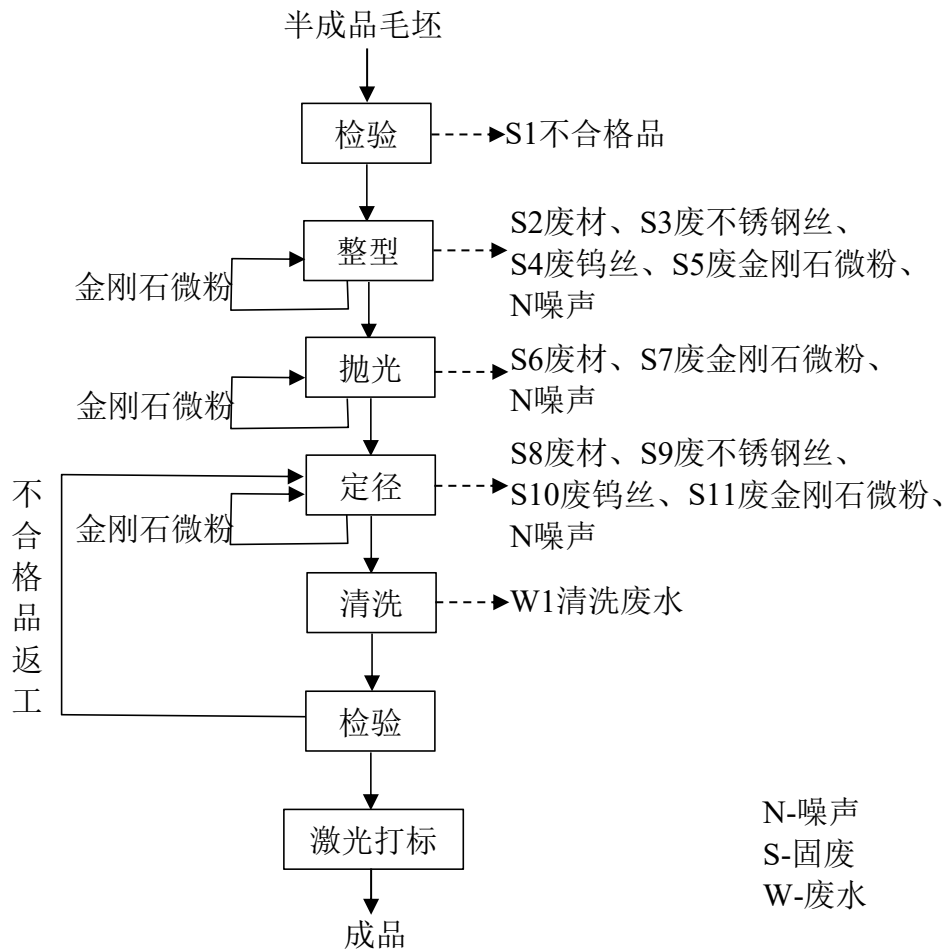 半成品毛坯
检验
S1不合格品
整型
S2废材、S3废不锈钢丝、
S4废钨丝、S5废金刚石微粉、
N噪声
金刚石微粉
抛光
S6废材、S7废金刚石微粉、
N噪声
金刚石微粉
定径
S8废材、S9废不锈钢丝、
S10废钨丝、S11废金刚石微粉、
N噪声
金刚石微粉
不合格品返工
清洗
W1清洗废水
检验
激光打标
成品
N-噪声
S-固废
W-废水